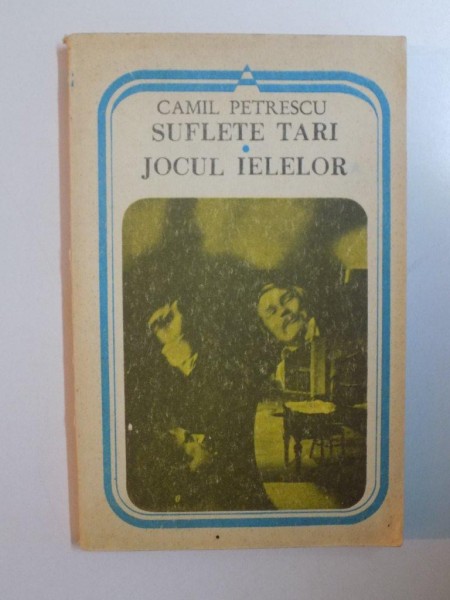 CAMIL PETRESCU
SUFLETE TARI
JOCUL IELELOR